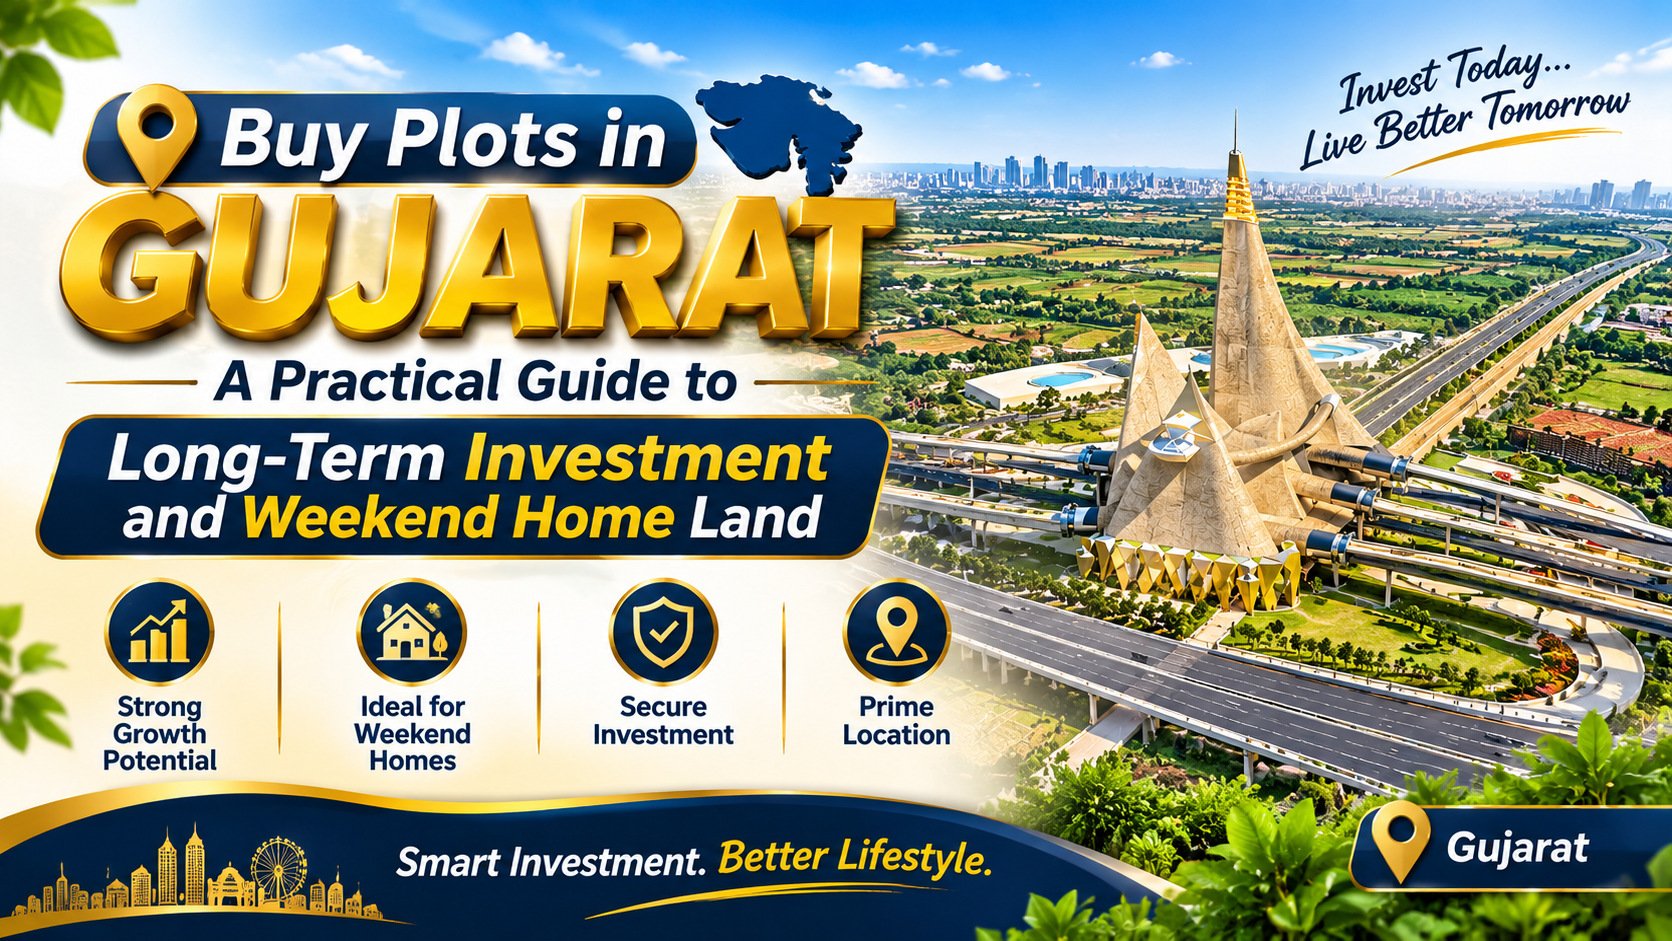 Buy Plots in
GUJARAT
A Practical Guide to
Long-Term Investment
and Weekend Home Land
Strong
Growth
Potential
Ideal for
Weekend
Homes
Secure
Investment
Prime
Location
Smart Investment. Better Lifestyle.
Invest Today...
Live Better Tomorrow
Gujarat